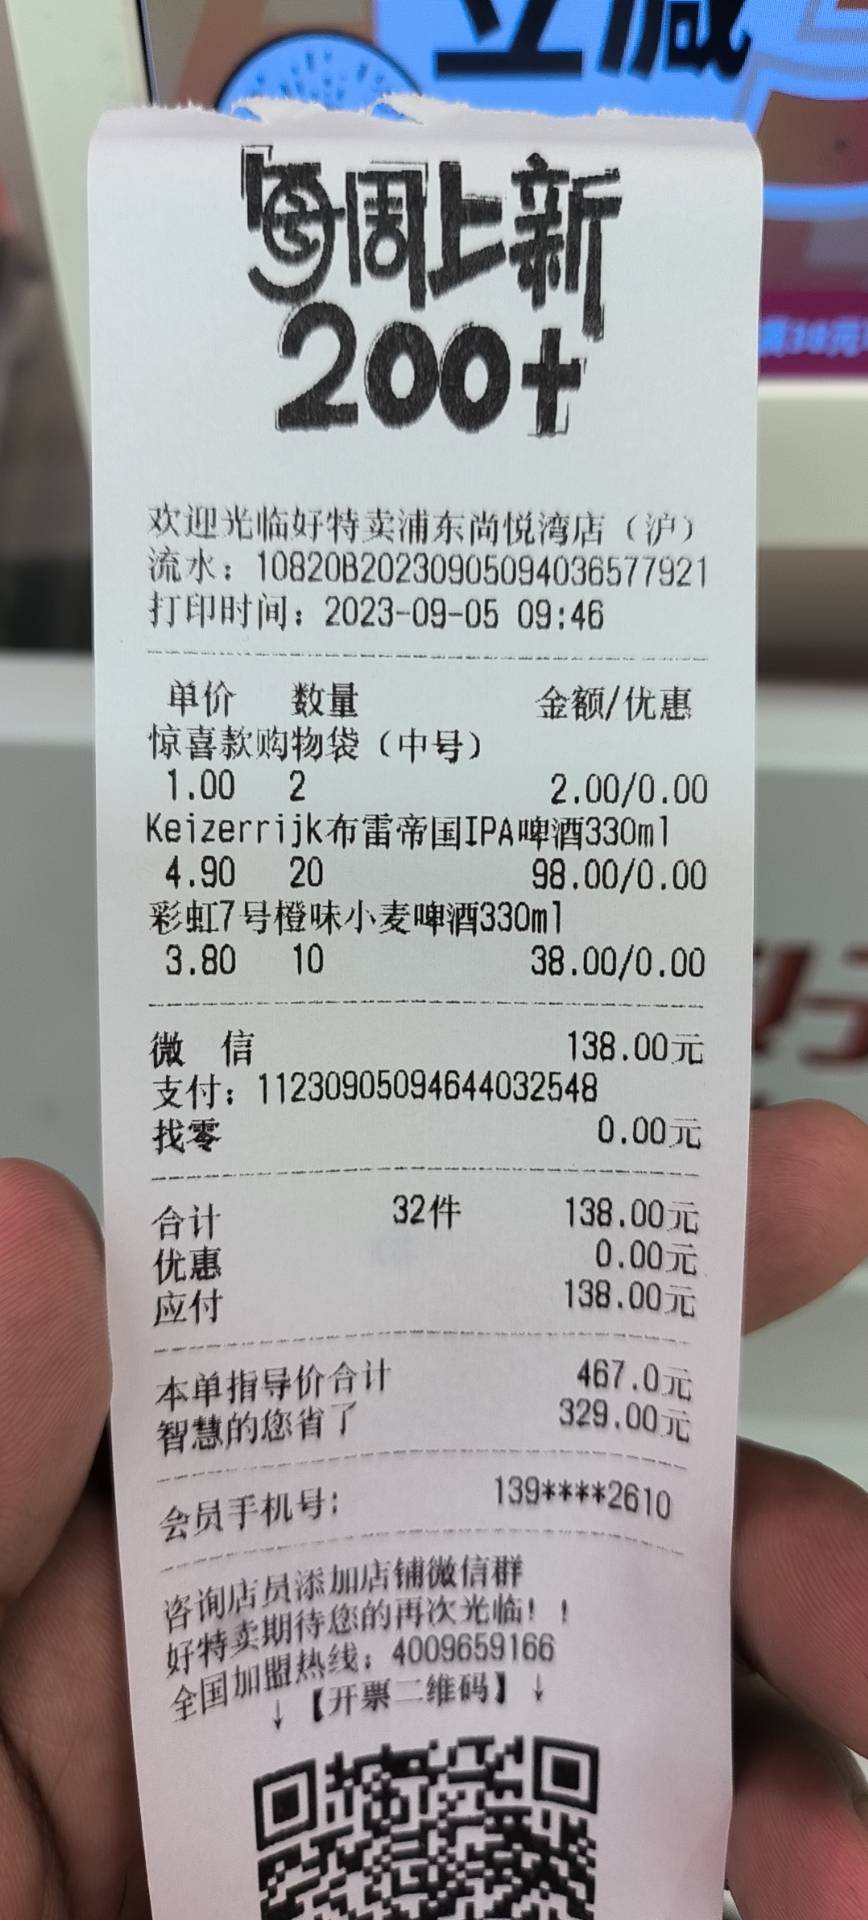 立减
满38元
每周上新
200+
欢迎光临好特卖浦东尚悦湾店（沪）
流水：10820B20230905094036577921
打印时间：2023-09-05 09:46
单价 数量 金额/优惠
惊喜款购物袋（中号）
1.00 2 2.00/0.00
Keizerrijk布雷帝国IPA啤酒330ml
4.90 20 98.00/0.00
彩虹7号橙味小麦啤酒330ml
3.80 10 38.00/0.00
微 信 138.00元
支付：11230905094644032548
找零 0.00元
合计 32件 138.00元
优惠 0.00元
应付 138.00元
本单指导价合计 467.0元
智慧的您省了 329.00元
会员手机号： 139****2610
咨询店员添加店铺微信群
好特卖期待您的再次光临！！
全国加盟热线：4009659166
↓【开票二维码】↓